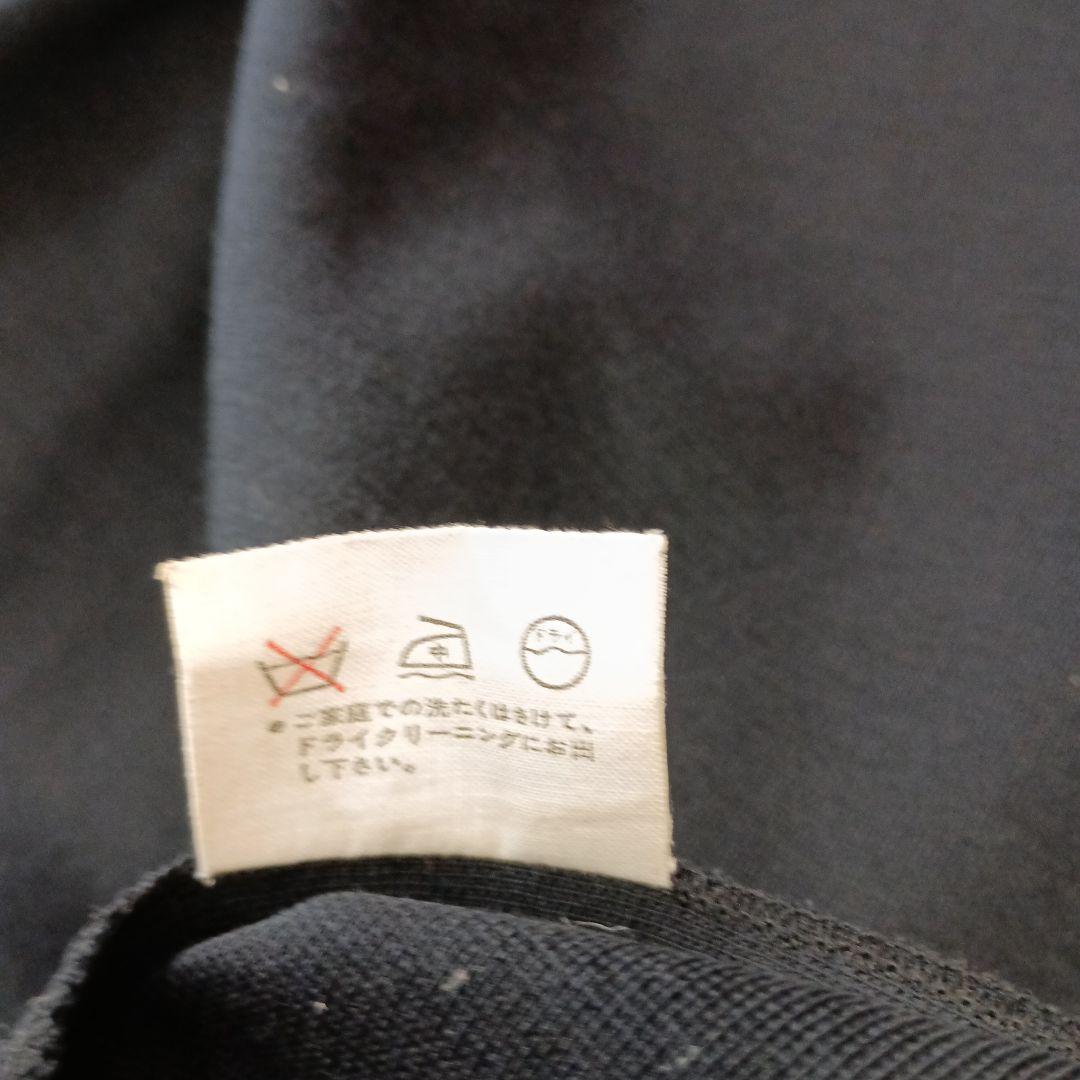 中 ドライ
※ご家庭での洗たくはさけて、
ドライクリーニングにお出
し下さい。